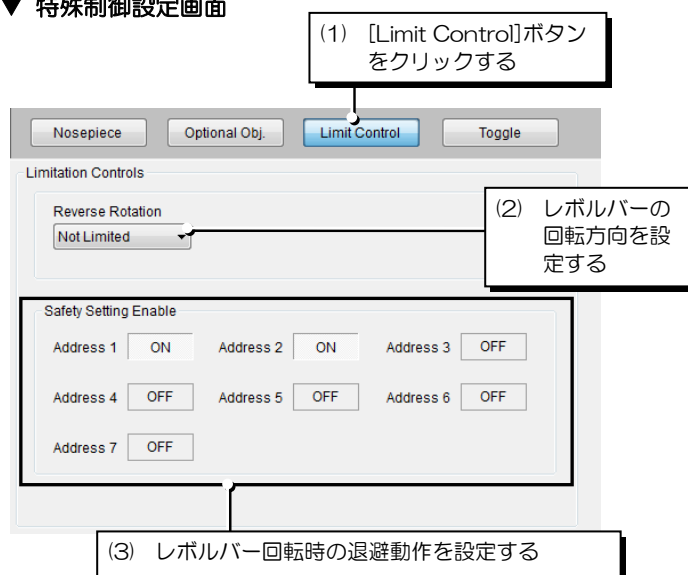 ▼ 特殊制御設定画面
(1) [Limit Control]ボタン
をクリックする
Nosepiece Optional Obj. Limit Control Toggle
Limitation Controls
Reverse Rotation
Not Limited
(2) レボルバーの
回転方向を設
定する
Safety Setting Enable
Address 1 ON Address 2 ON Address 3 OFF
Address 4 OFF Address 5 OFF Address 6 OFF
Address 7 OFF
(3) レボルバー回転時の退避動作を設定する